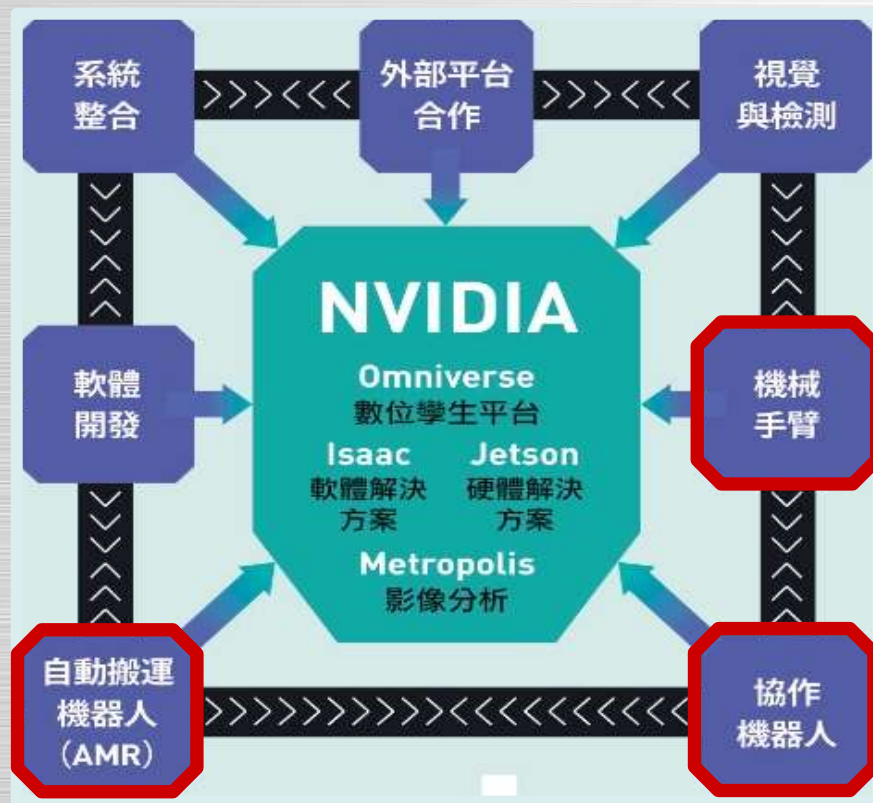 系統
整合
外部平台
合作
視覺
與檢測
NVIDIA
Omniverse
數位孿生平台
Isaac
軟體解決
方案
Jetson
硬體解決
方案
Metropolis
影像分析
軟體
開發
機械
手臂
自動搬運
機器人
（AMR）
協作
機器人